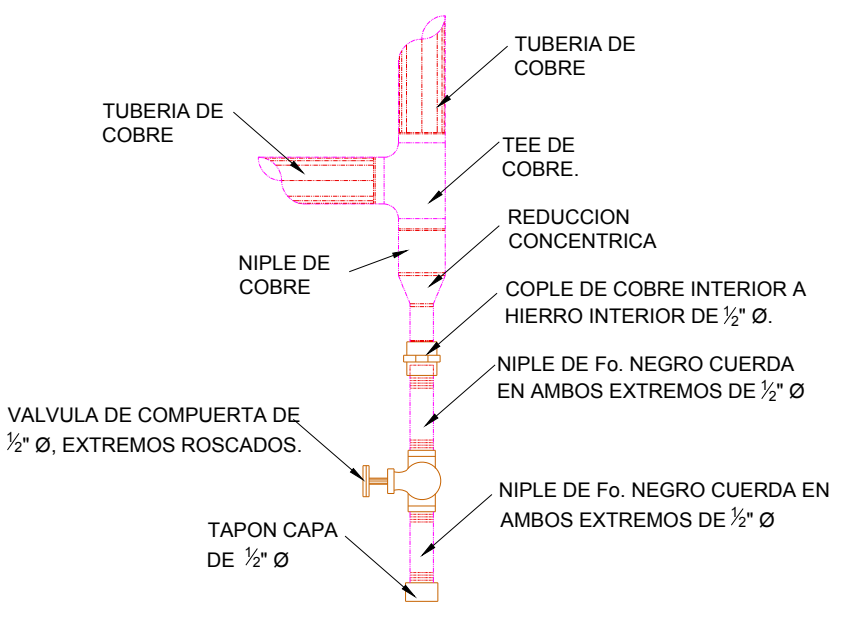 TUBERIA DE
COBRE
TUBERIA DE
COBRE
TEE DE
COBRE.
REDUCCION
CONCENTRICA
NIPLE DE
COBRE
COPLE DE COBRE INTERIOR A
HIERRO INTERIOR DE ½" Ø.
NIPLE DE Fo. NEGRO CUERDA
EN AMBOS EXTREMOS DE ½" Ø
VALVULA DE COMPUERTA DE
½" Ø, EXTREMOS ROSCADOS.
NIPLE DE Fo. NEGRO CUERDA EN
AMBOS EXTREMOS DE ½" Ø
TAPON CAPA
DE ½" Ø